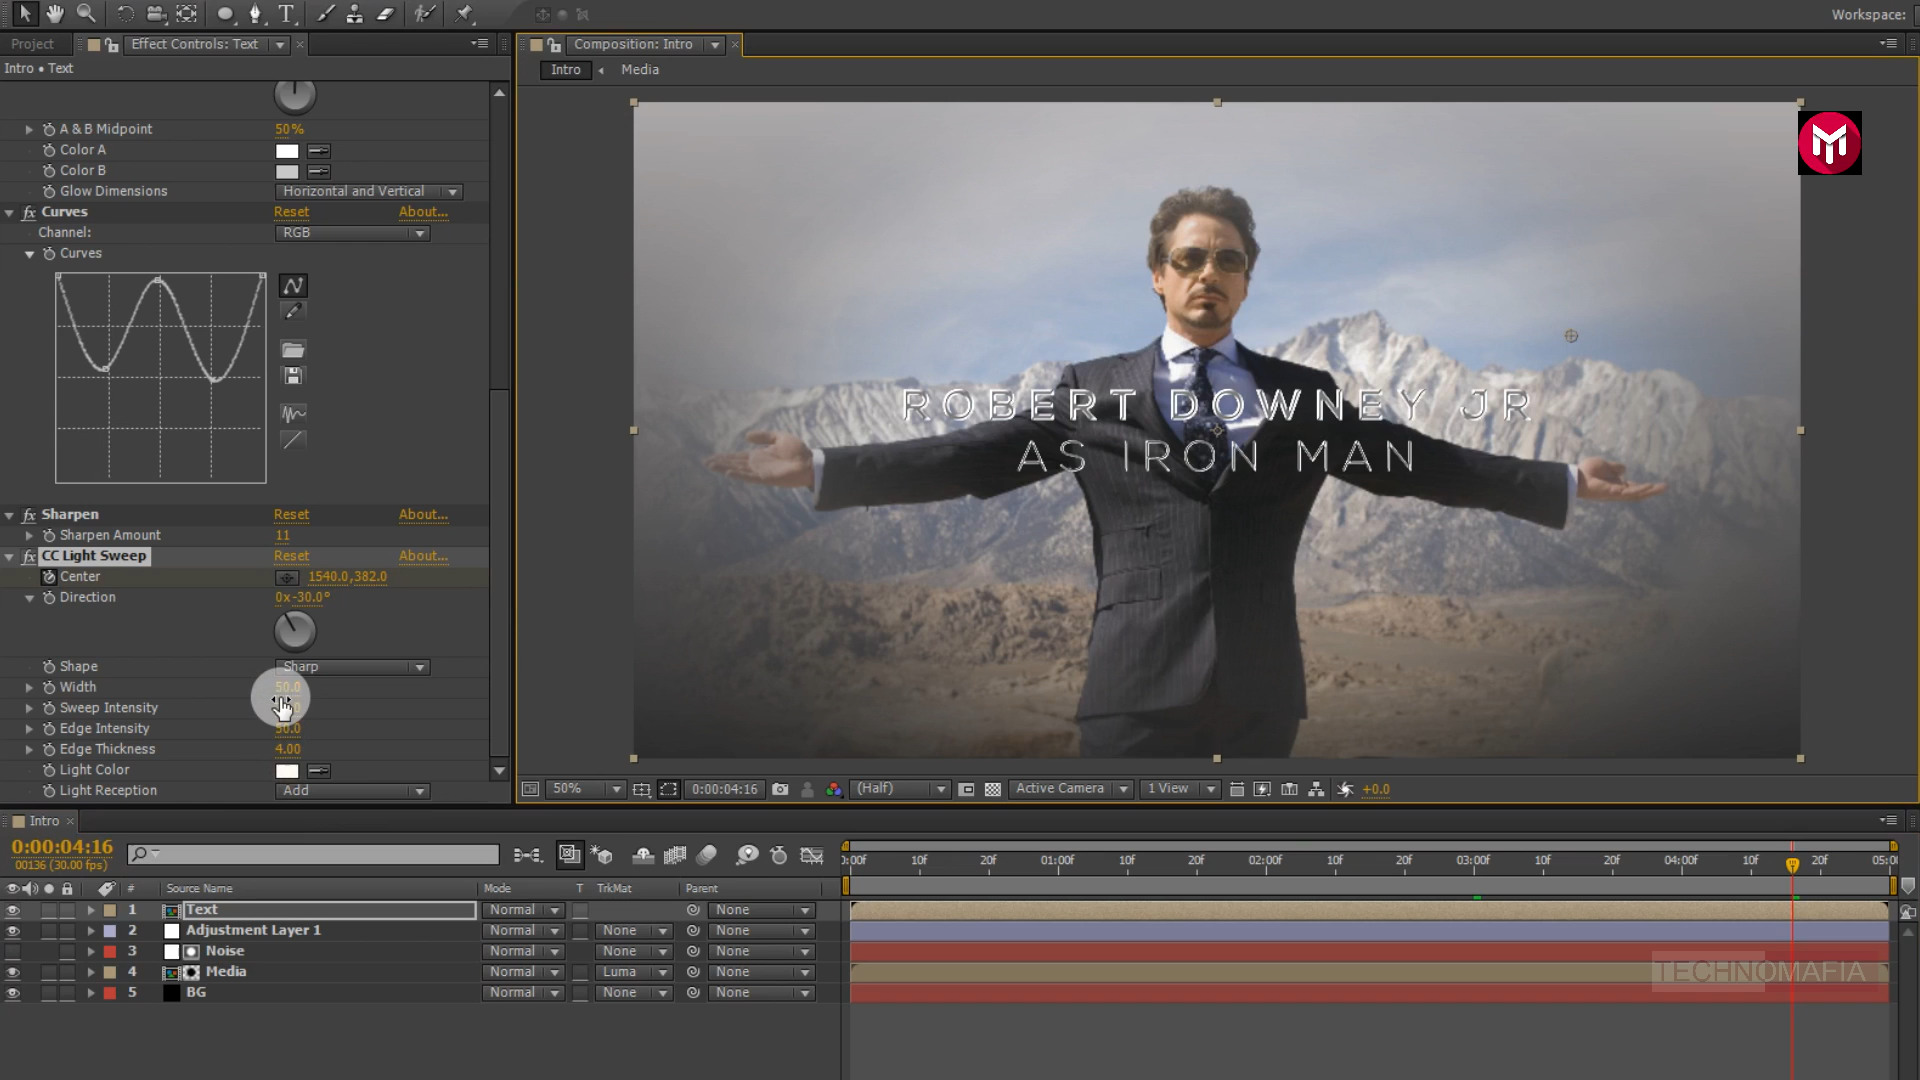 Workspace:
Project
Effect Controls: Text
Composition: Intro
Intro • Text
Intro
Media
A & B Midpoint 50%
Color A
Color B
Glow Dimensions Horizontal and Vertical
fx Curves Reset About...
Channel: RGB
Curves
fx Sharpen Reset About...
Sharpen Amount 11
fx CC Light Sweep Reset About...
Center 1540.0,382.0
Direction 0x-30.0°
Shape Sharp
Width 50.0
Sweep Intensity
Edge Intensity 50.0
Edge Thickness 4.00
Light Color
Light Reception Add
ROBERT DOWNEY JR
AS IRON MAN
50% 0:00:04:16 (Half) Active Camera 1 View +0.0
Intro
0:00:04:16
00136 (30.00 fps)
10f 20f 01:00f 10f 20f 02:00f 10f 20f 03:00f 10f 20f 04:00f 10f 20f
# Source Name Mode T TrkMat Parent
1 Text Normal None
2 Adjustment Layer 1 Normal None None
3 Noise Normal None None
4 Media Normal Luma None
5 BG Normal None None
TECHNOMAFIA